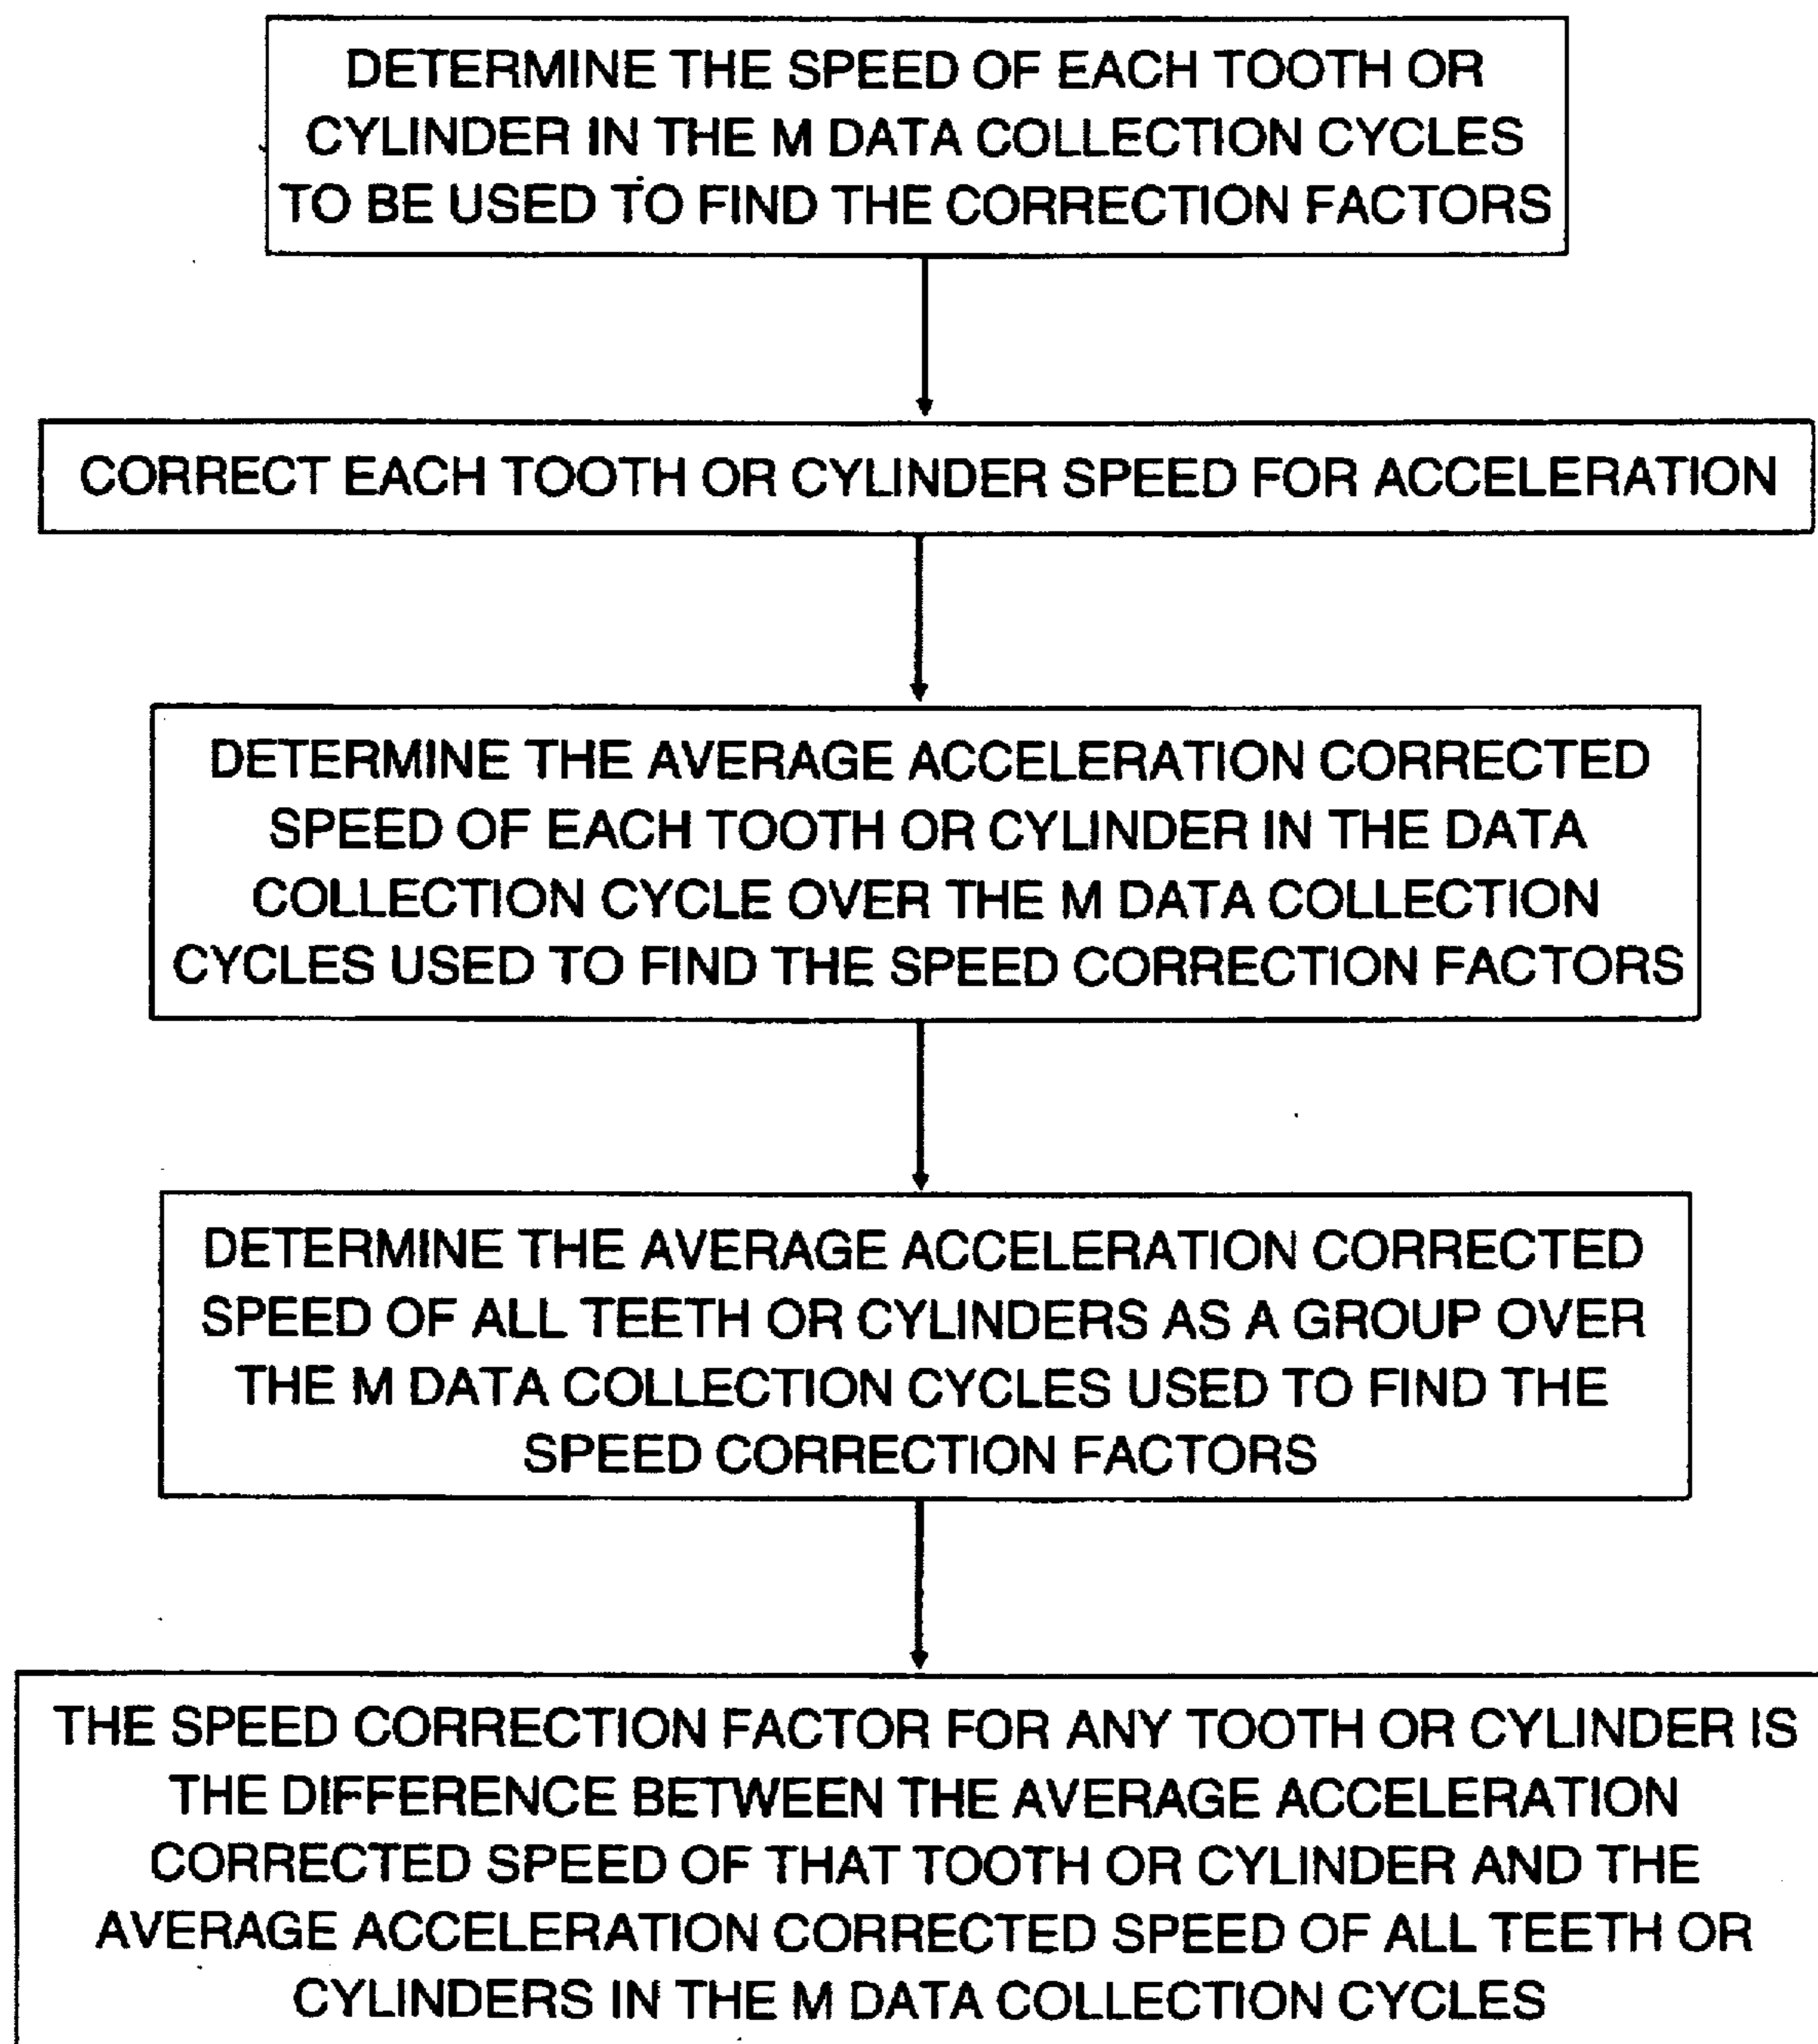 DETERMINE THE SPEED OF EACH TOOTH OR
CYLINDER IN THE M DATA COLLECTION CYCLES
TO BE USED TO FIND THE CORRECTION FACTORS
CORRECT EACH TOOTH OR CYLINDER SPEED FOR ACCELERATION
DETERMINE THE AVERAGE ACCELERATION CORRECTED
SPEED OF EACH TOOTH OR CYLINDER IN THE DATA
COLLECTION CYCLE OVER THE M DATA COLLECTION
CYCLES USED TO FIND THE SPEED CORRECTION FACTORS
DETERMINE THE AVERAGE ACCELERATION CORRECTED
SPEED OF ALL TEETH OR CYLINDERS AS A GROUP OVER
THE M DATA COLLECTION CYCLES USED TO FIND THE
SPEED CORRECTION FACTORS
THE SPEED CORRECTION FACTOR FOR ANY TOOTH OR CYLINDER IS
THE DIFFERENCE BETWEEN THE AVERAGE ACCELERATION
CORRECTED SPEED OF THAT TOOTH OR CYLINDER AND THE
AVERAGE ACCELERATION CORRECTED SPEED OF ALL TEETH OR
CYLINDERS IN THE M DATA COLLECTION CYCLES